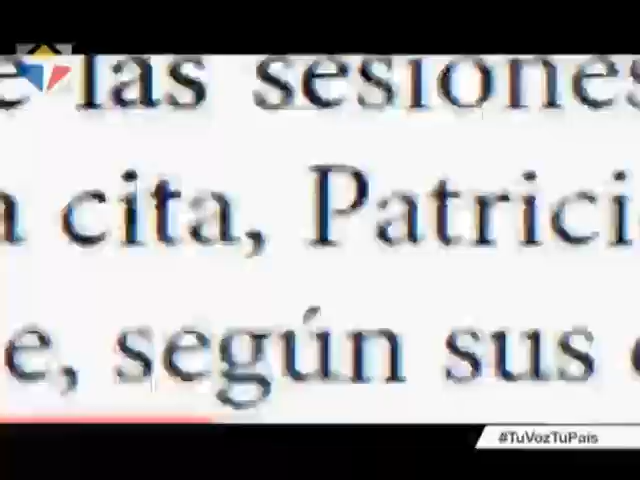 e las sesiones
cita, Patrici
e, según sus
#TuVozTuPaís